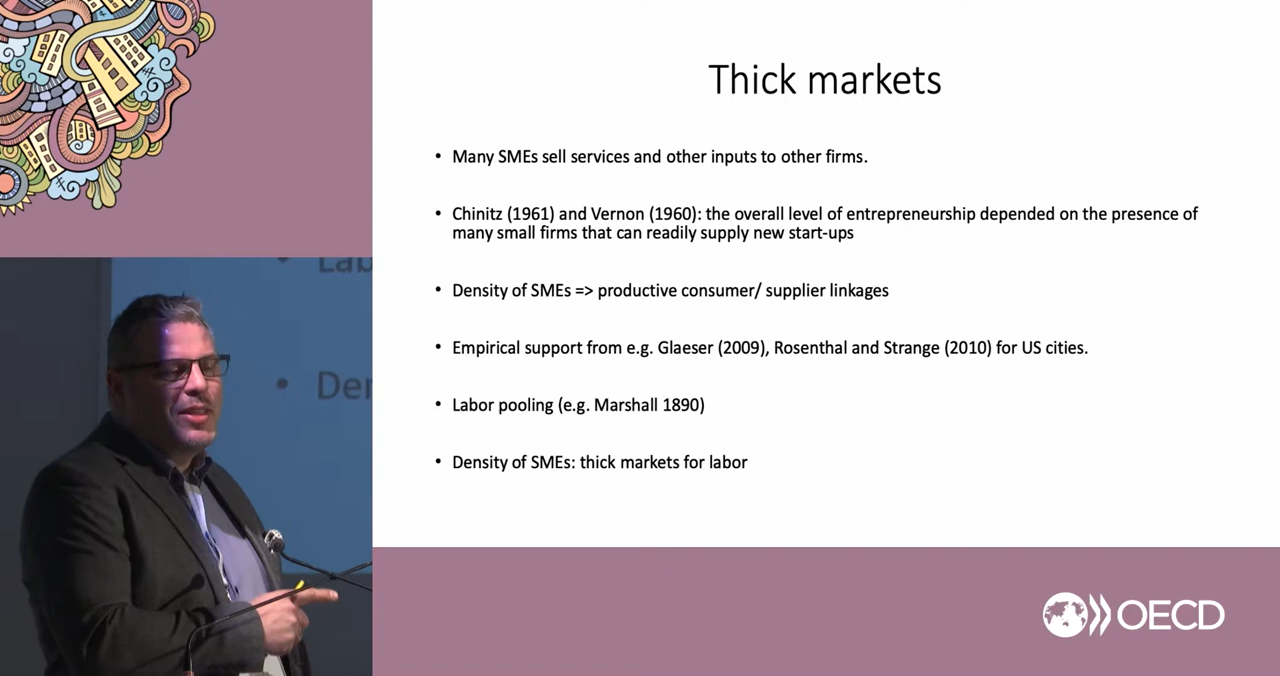 Thick markets
• Many SMEs sell services and other inputs to other firms.
• Chinitz (1961) and Vernon (1960): the overall level of entrepreneurship depended on the presence of
many small firms that can readily supply new start-ups
• Density of SMEs => productive consumer/ supplier linkages
• Empirical support from e.g. Glaeser (2009), Rosenthal and Strange (2010) for US cities.
• Labor pooling (e.g. Marshall 1890)
• Density of SMEs: thick markets for labor
• Lab
• Den
OECD